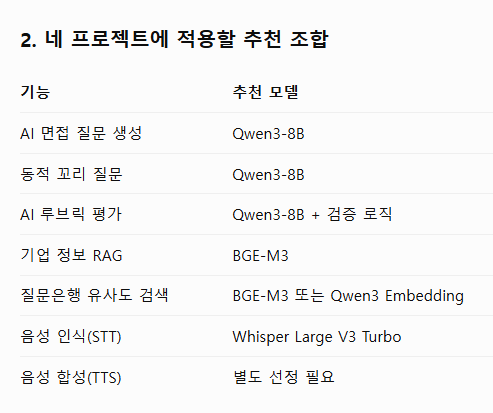 2. 네 프로젝트에 적용할 추천 조합
기능 추천 모델
AI 면접 질문 생성 Qwen3-8B
동적 꼬리 질문 Qwen3-8B
AI 루브릭 평가 Qwen3-8B + 검증 로직
기업 정보 RAG BGE-M3
질문은행 유사도 검색 BGE-M3 또는 Qwen3 Embedding
음성 인식(STT) Whisper Large V3 Turbo
음성 합성(TTS) 별도 선정 필요